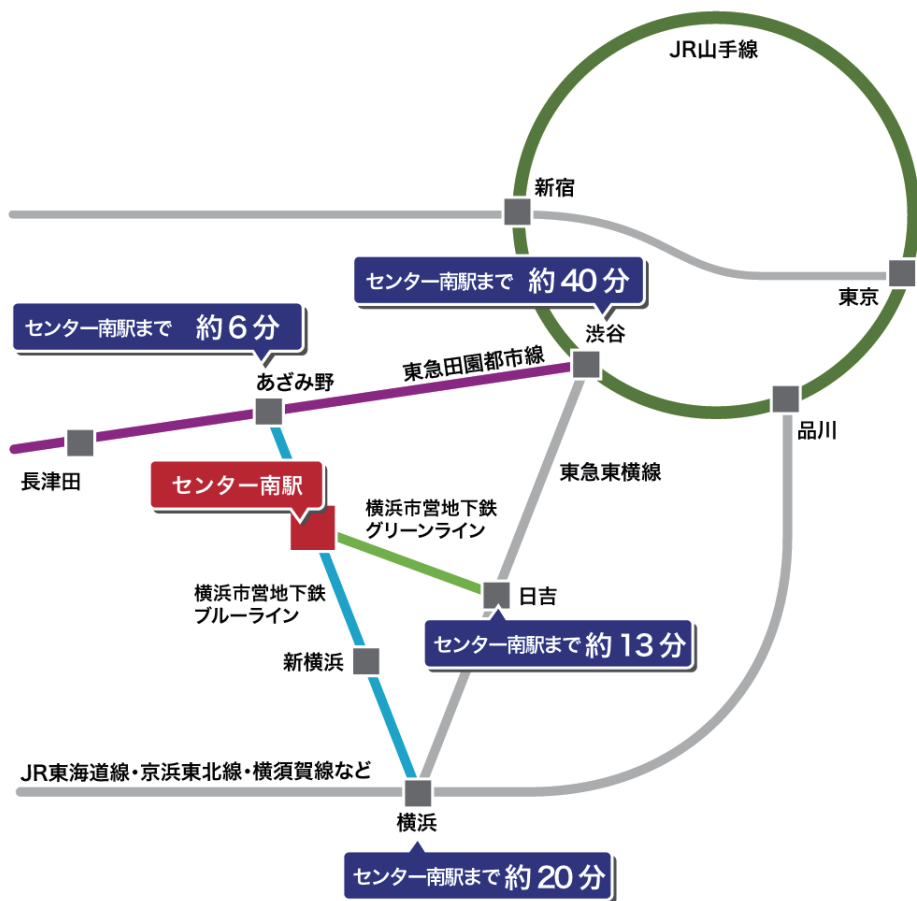 JR山手線
新宿
センター南駅まで 約40分
東京
センター南駅まで 約6分
渋谷
東急田園都市線
あざみ野
品川
長津田
東急東横線
センター南駅
横浜市営地下鉄
グリーンライン
横浜市営地下鉄
ブルーライン
日吉
センター南駅まで 約13分
新横浜
JR東海道線・京浜東北線・横須賀線など
横浜
センター南駅まで 約20分